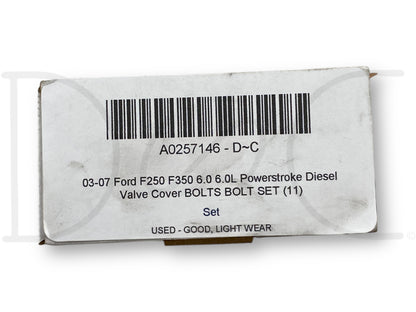 A0257146 - D~C
03-07 Ford F250 F350 6.0 6.0L Powerstroke Diesel
Valve Cover BOLTS BOLT SET (11)
Set
USED - GOOD, LIGHT WEAR